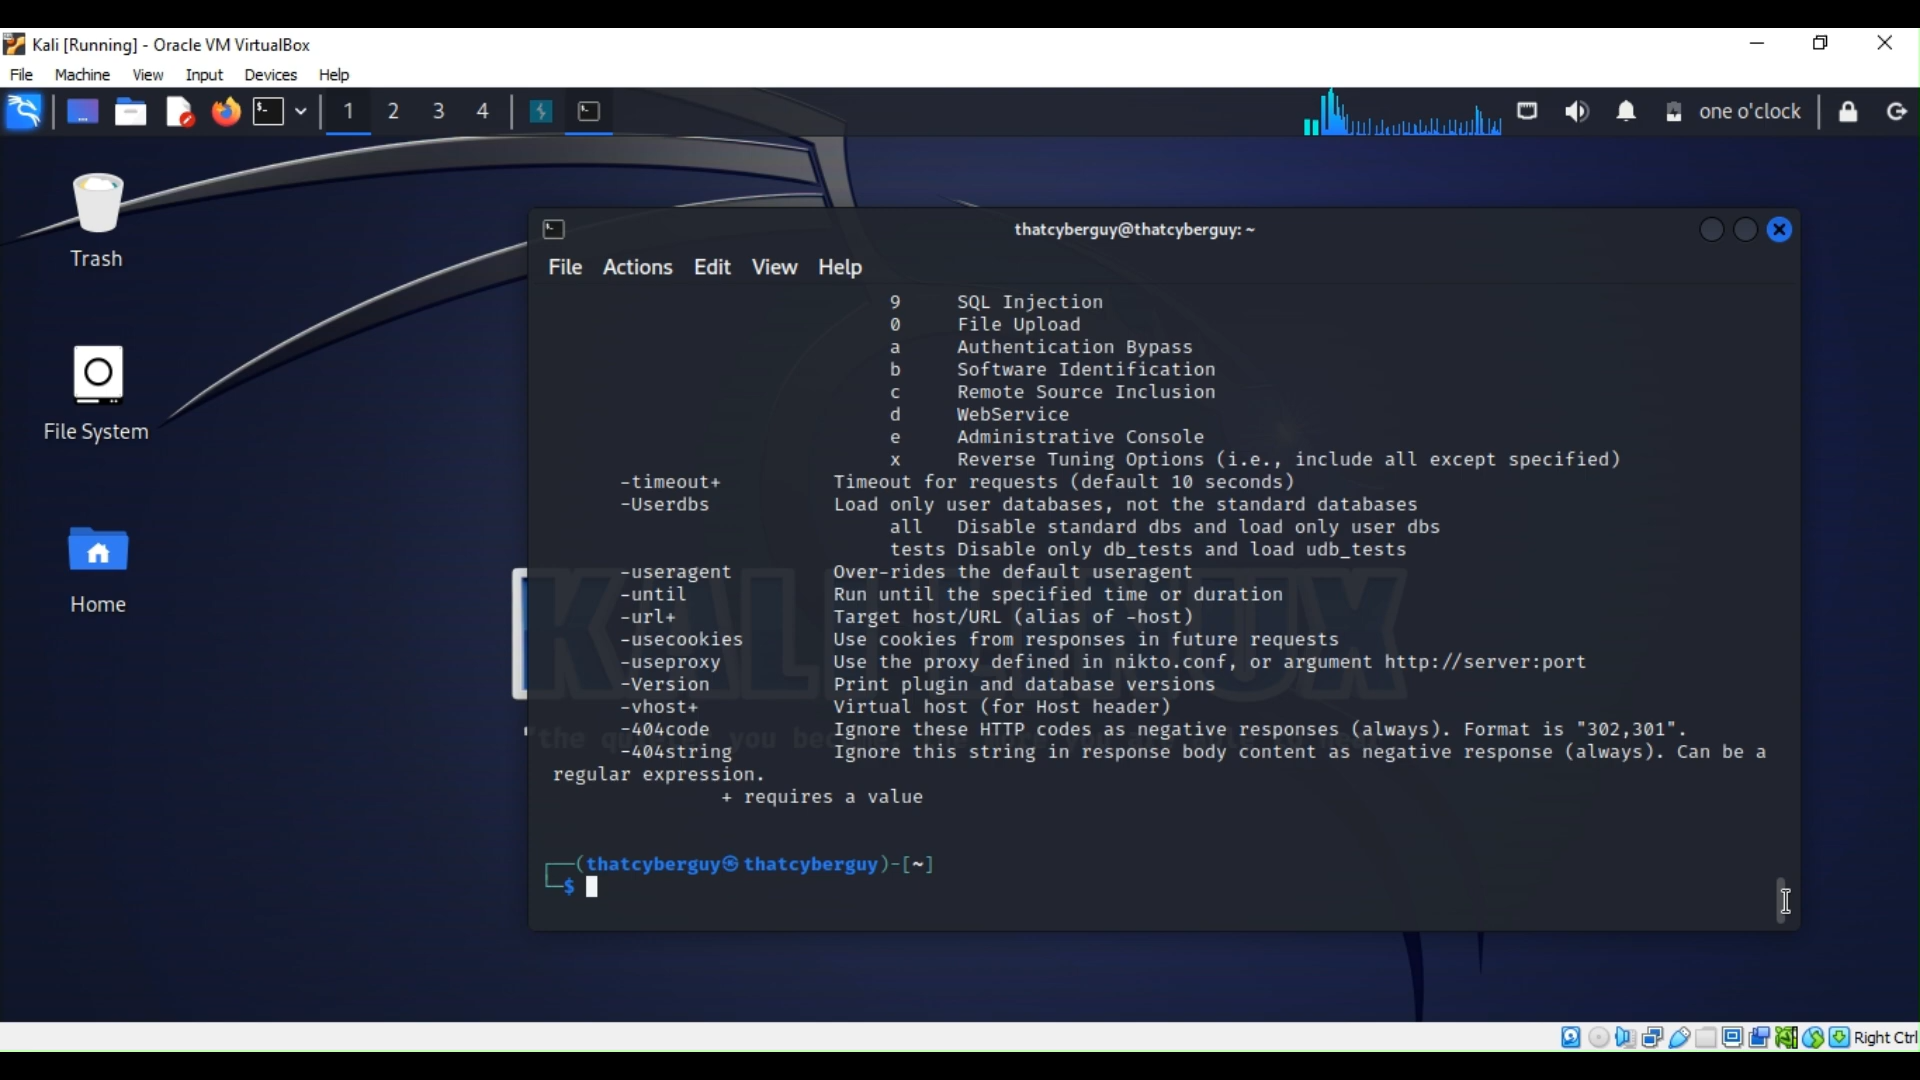 Kali [Running] - Oracle VM VirtualBox
File Machine View Input Devices Help
1 2 3 4 one o'clock
Trash
File System
Home
thatcyberguy@thatcyberguy: ~
File Actions Edit View Help
9 SQL Injection
0 File Upload
a Authentication Bypass
b Software Identification
c Remote Source Inclusion
d WebService
e Administrative Console
x Reverse Tuning Options (i.e., include all except specified)
-timeout+ Timeout for requests (default 10 seconds)
-Userdbs Load only user databases, not the standard databases
all Disable standard dbs and load only user dbs
tests Disable only db_tests and load udb_tests
-useragent Over-rides the default useragent
-until Run until the specified time or duration
-url+ Target host/URL (alias of -host)
-usecookies Use cookies from responses in future requests
-useproxy Use the proxy defined in nikto.conf, or argument http://server:port
-Version Print plugin and database versions
-vhost+ Virtual host (for Host header)
-404code Ignore these HTTP codes as negative responses (always). Format is "302,301".
-404string Ignore this string in response body content as negative response (always). Can be a
regular expression.
+ requires a value
┌──(thatcyberguy㉿thatcyberguy)-[~]
└─$
KALI LINUX
Right Ctrl